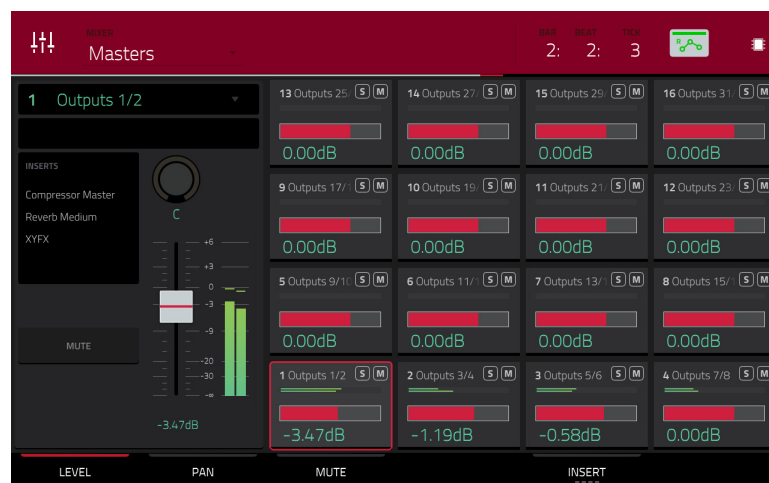 MIXER
Masters
BAR BEAT TICK
2: 2: 3
R
1 Outputs 1/2
INSERTS
Compressor Master
Reverb Medium
XYFX
C
+6
+3
0
-3
-9
-20
-30
-∞
MUTE
-3.47dB
13 Outputs 25/ S M
0.00dB
14 Outputs 27/ S M
0.00dB
15 Outputs 29/ S M
0.00dB
16 Outputs 31/ S M
0.00dB
9 Outputs 17/1 S M
0.00dB
10 Outputs 19/ S M
0.00dB
11 Outputs 21/ S M
0.00dB
12 Outputs 23/ S M
0.00dB
5 Outputs 9/10 S M
0.00dB
6 Outputs 11/1 S M
0.00dB
7 Outputs 13/1 S M
0.00dB
8 Outputs 15/1 S M
0.00dB
1 Outputs 1/2 S M
-3.47dB
2 Outputs 3/4 S M
-1.19dB
3 Outputs 5/6 S M
-0.58dB
4 Outputs 7/8 S M
0.00dB
LEVEL PAN MUTE INSERT